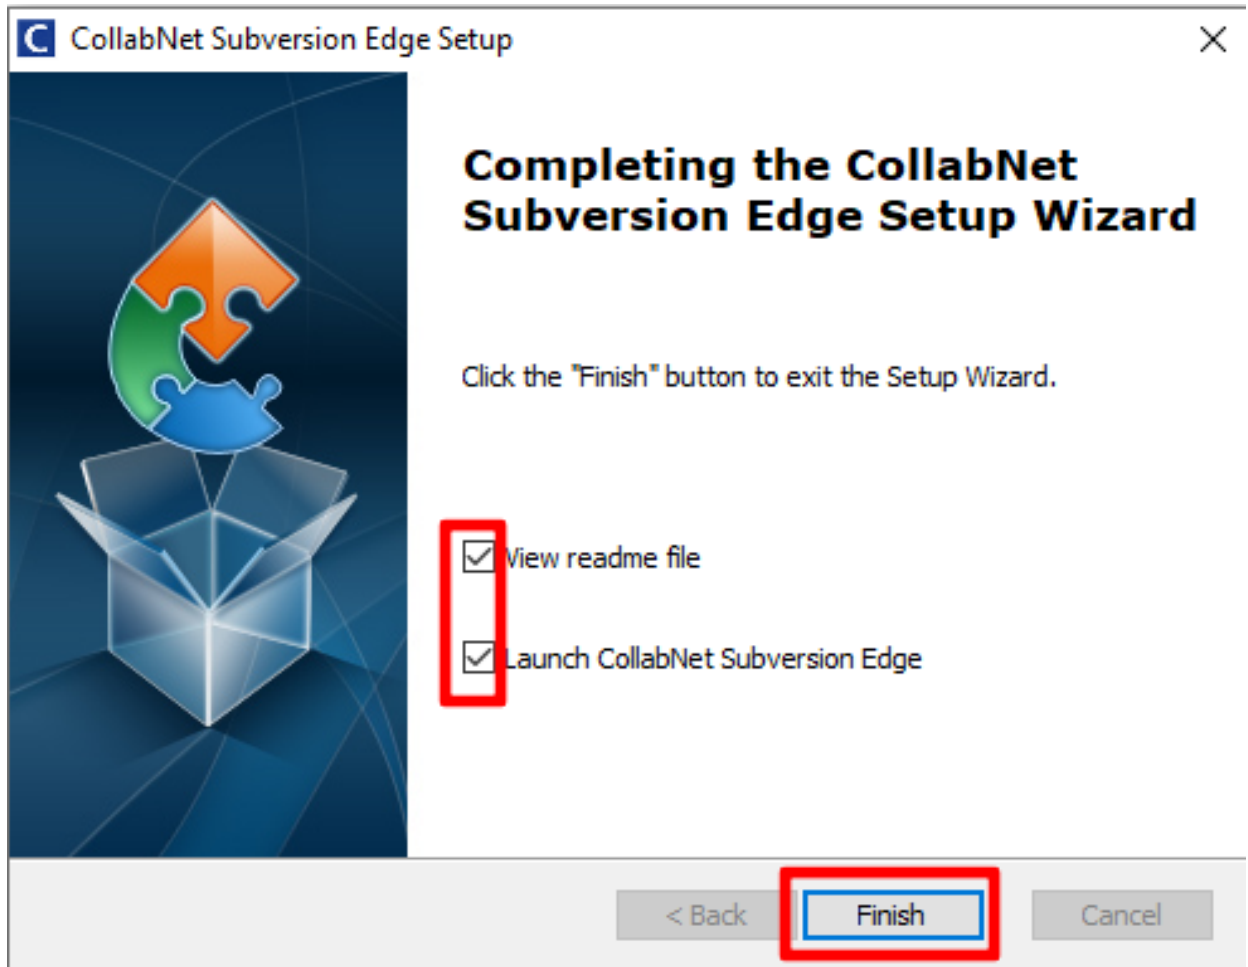 CollabNet Subversion Edge Setup
Completing the CollabNet
Subversion Edge Setup Wizard
Click the "Finish" button to exit the Setup Wizard.
View readme file
Launch CollabNet Subversion Edge
< Back
Finish
Cancel